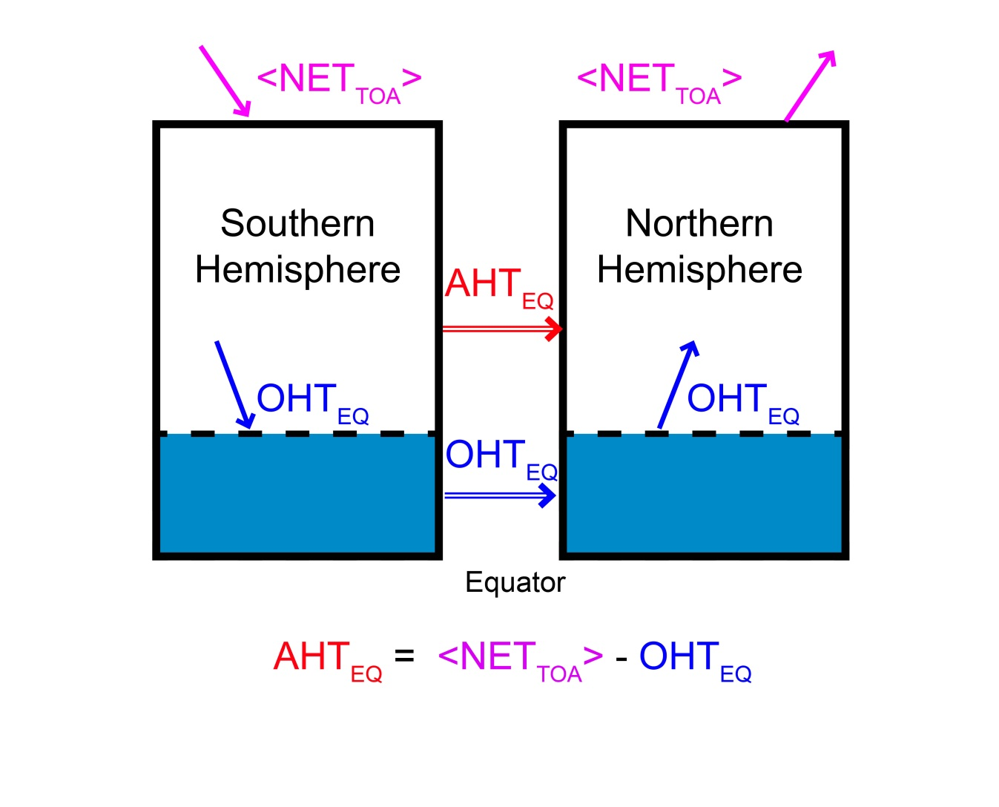 <NETTOA> <NETTOA>
Southern
Hemisphere
Northern
Hemisphere
AHTEQ
OHTEQ
OHTEQ
OHTEQ
Equator
AHTEQ = <NETTOA> - OHTEQ